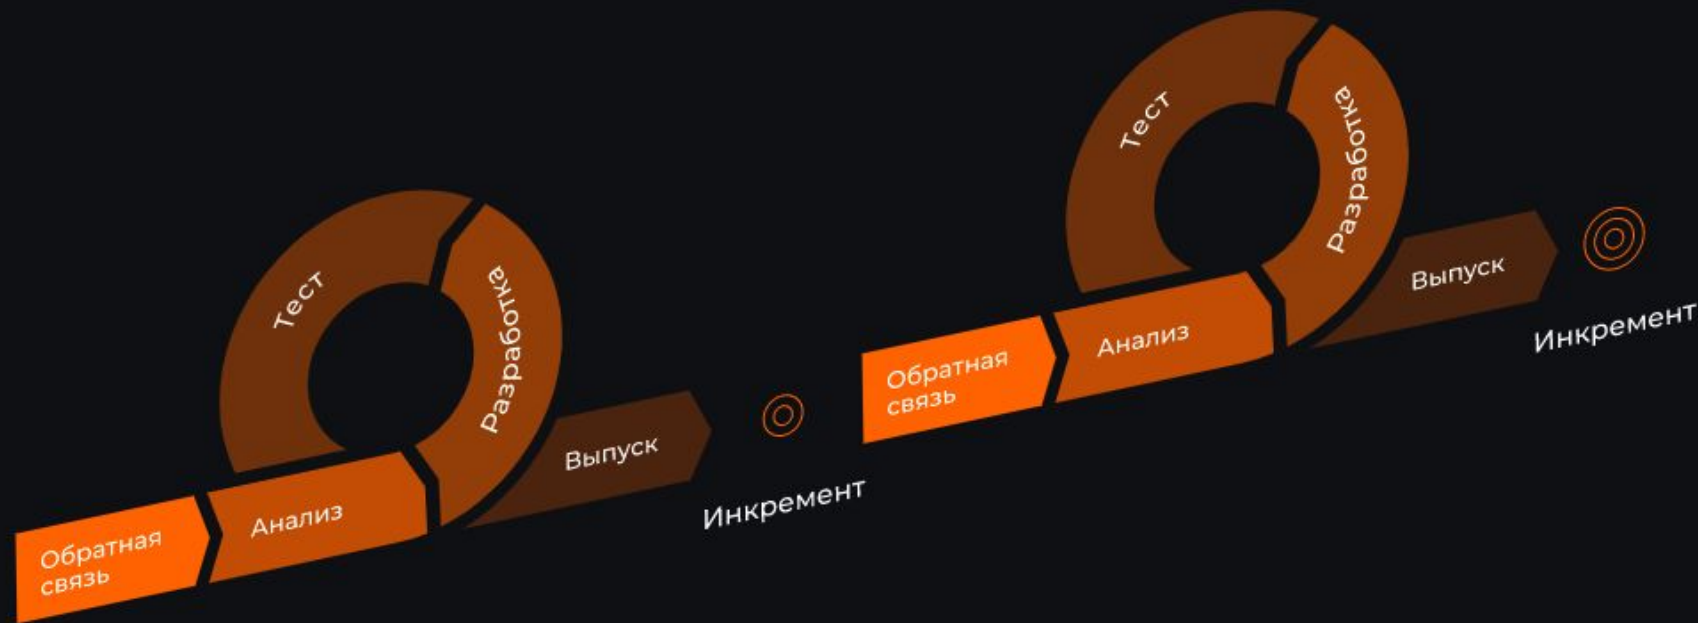 Обратная
связь
Анализ
Разработка
Тест
Выпуск
Инкремент
Обратная
связь
Анализ
Разработка
Тест
Выпуск
Инкремент